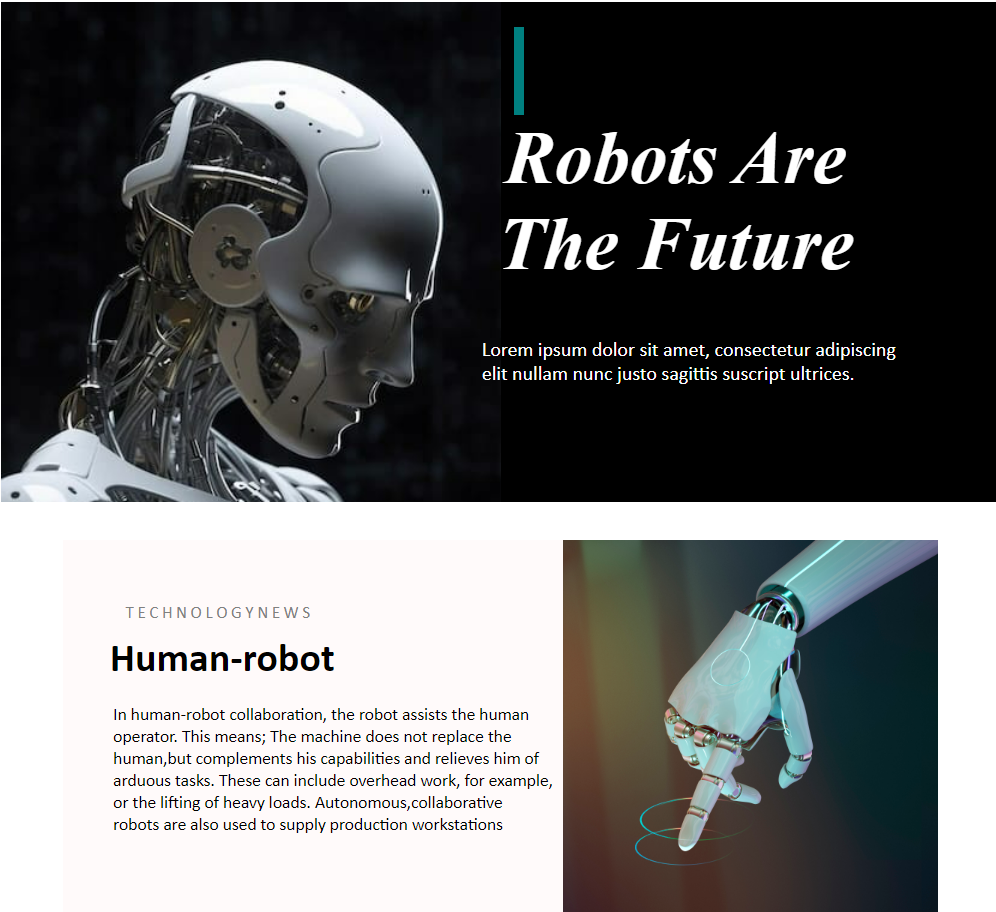 Robots Are
The Future
Lorem ipsum dolor sit amet, consectetur adipiscing
elit nullam nunc justo sagittis suscript ultrices.
TECHNOLOGYNEWS
Human-robot
In human-robot collaboration, the robot assists the human
operator. This means; The machine does not replace the
human,but complements his capabilities and relieves him of
arduous tasks. These can include overhead work, for example,
or the lifting of heavy loads. Autonomous,collaborative
robots are also used to supply production workstations